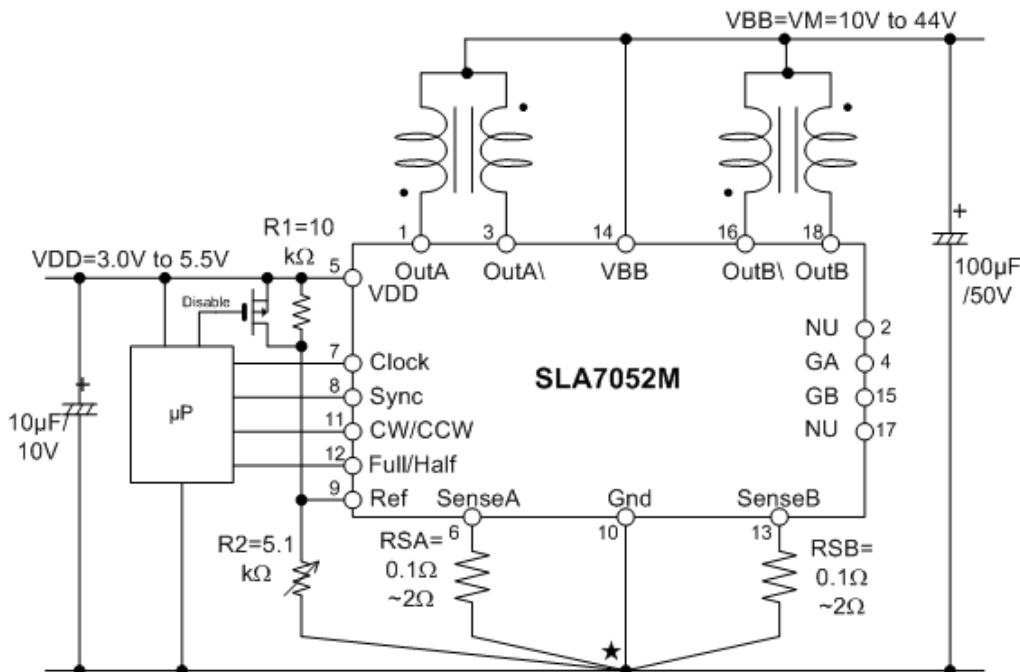 VBB=VM=10V to 44V
R1=10
kΩ
1
3
14
16
18
VDD=3.0V to 5.5V
5
OutA
OutA\
VBB
OutB\
OutB
+
100µF
/50V
VDD
Disable
NU
2
7
Clock
GA
4
SLA7052M
8
Sync
GB
15
+
µP
10µF/
10V
11
CW/CCW
NU
17
12
Full/Half
9
Ref
SenseA
Gnd
SenseB
6
10
13
R2=5.1
kΩ
RSA=
0.1Ω
~2Ω
RSB=
0.1Ω
~2Ω